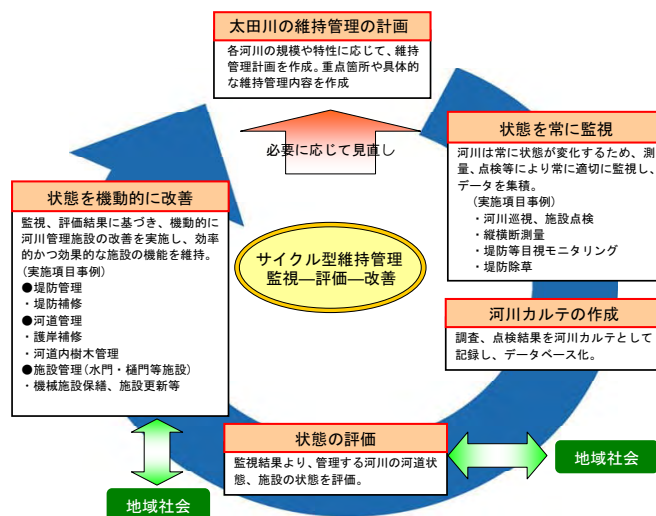 太田川の維持管理の計画
各河川の規模や特性に応じて、維持
管理計画を作成。重点箇所や具体的
な維持管理内容を作成
必要に応じて見直し
状態を常に監視
河川は常に状態が変化するため、測
量、点検等により常に適切に監視し、
データを集積。
(実施項目事例)
・河川巡視、施設点検
・縦横断測量
・堤防等目視モニタリング
・堤防除草
河川カルテの作成
調査、点検結果を河川カルテとして
記録し、データベース化。
サイクル型維持管理
監視―評価―改善
状態の評価
監視結果より、管理する河川の河道状
態、施設の状態を評価。
地域社会
状態を機動的に改善
監視、評価結果に基づき、機動的に
河川管理施設の改善を実施し、効率
的かつ効果的な施設の機能を維持。
(実施項目事例)
●堤防管理
・堤防補修
●河道管理
・護岸補修
・河道内樹木管理
●施設管理(水門・樋門等施設)
・機械施設保繕、施設更新等
地域社会